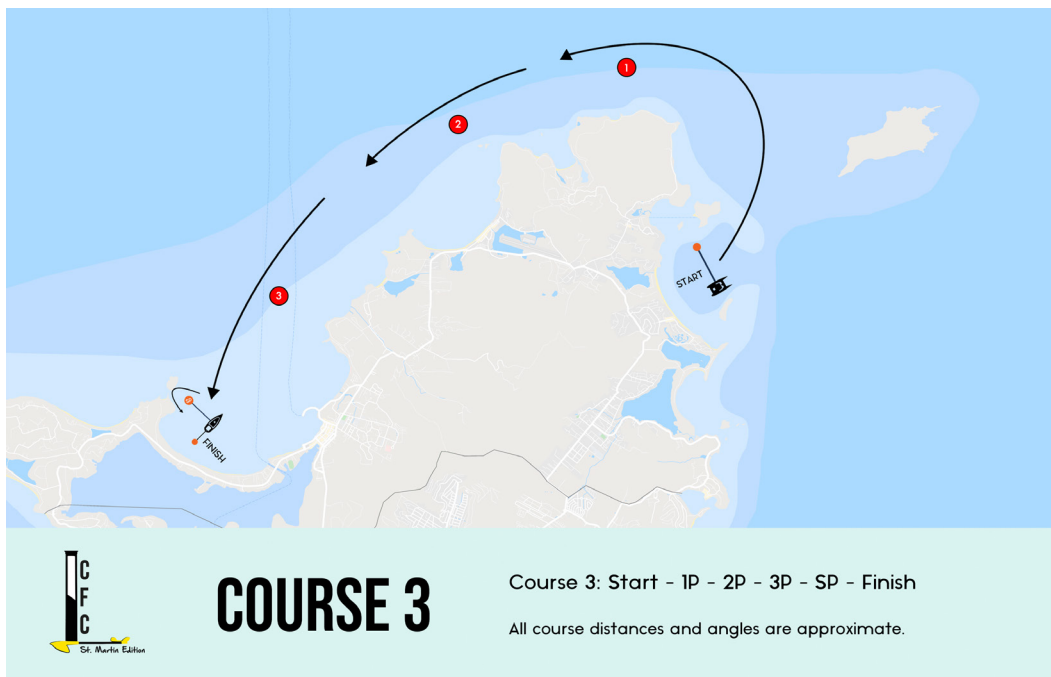 1
2
START
3
SP
FINISH
C
F
C
St. Martin Edition
COURSE 3
Course 3: Start - 1P - 2P - 3P - SP - Finish
All course distances and angles are approximate.